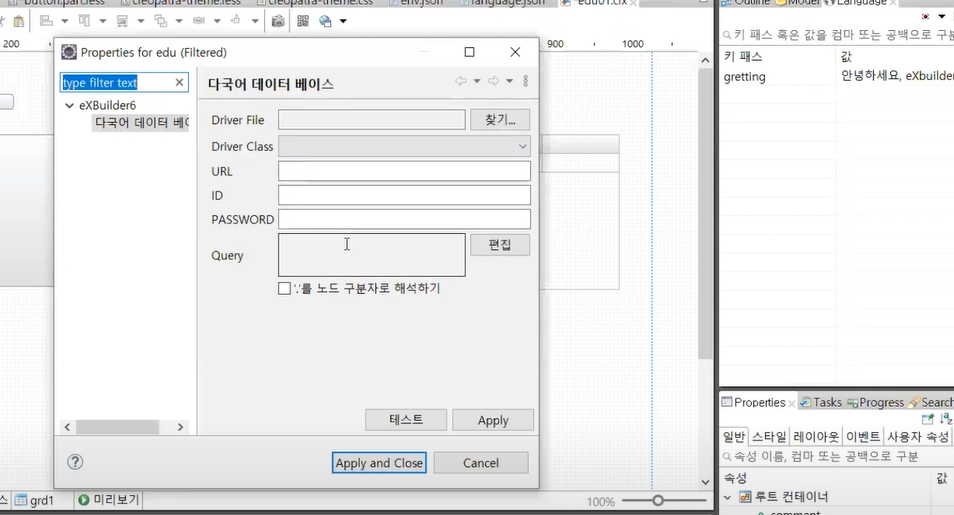 button.part.less
cleopatra-theme.less
cleopatra-theme.css
env.json
language.json
*edu01.clx
Outline
Model
Language
200
900
1000
키 패스 혹은 값을 컴마 또는 공백으로 구분
키 패스
값
gretting
안녕하세요, eXbuilder
Properties for edu (Filtered)
type filter text
eXBuilder6
다국어 데이터 베이
다국어 데이터 베이스
Driver File
찾기...
Driver Class
URL
ID
PASSWORD
Query
편집
'.'를 노드 구분자로 해석하기
테스트
Apply
Apply and Close
Cancel
Properties
Tasks
Progress
Search
일반
스타일
레이아웃
이벤트
사용자 속성
속성 이름, 컴마 또는 공백으로 구분
속성
값
루트 컨테이너
comment
스
grd1
미리보기
100%